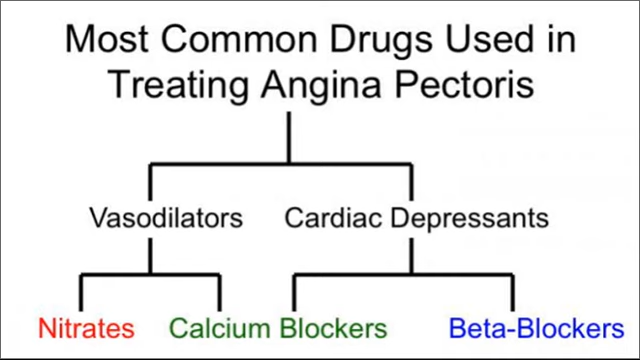 Most Common Drugs Used in
Treating Angina Pectoris
Vasodilators
Cardiac Depressants
Nitrates
Calcium Blockers
Beta-Blockers